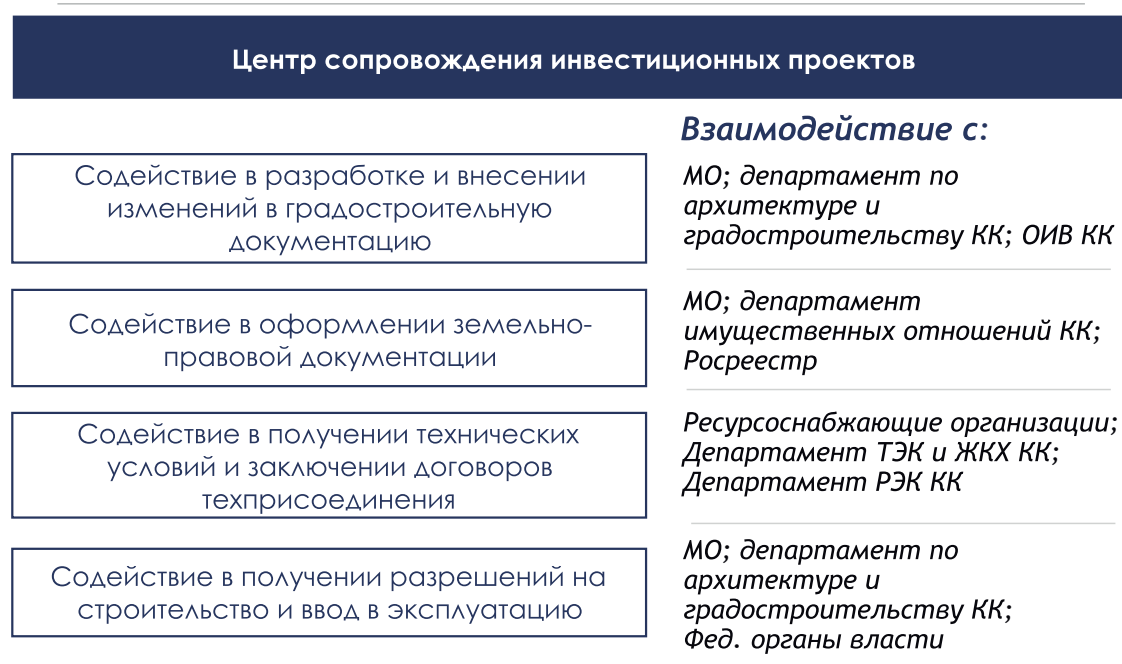 Центр сопровождения инвестиционных проектов
Взаимодействие с:
Содействие в разработке и внесении
изменений в градостроительную
документацию
МО; департамент по
архитектуре и
градостроительству КК; ОИВ КК
Содействие в оформлении земельно-
правовой документации
МО; департамент
имущественных отношений КК;
Росреестр
Содействие в получении технических
условий и заключении договоров
техприсоединения
Ресурсоснабжающие организации;
Департамент ТЭК и ЖКХ КК;
Департамент РЭК КК
Содействие в получении разрешений на
строительство и ввод в эксплуатацию
МО; департамент по
архитектуре и
градостроительству КК;
Фед. органы власти